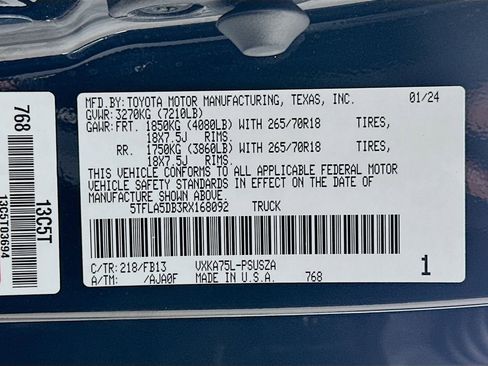 MFD.BY: TOYOTA MOTOR MANUFACTURING, TEXAS, INC. 01/24
GVWR: 3270KG (7210LB)
GAWR: FRT. 1850KG (4080LB) WITH 265/70R18 TIRES,
18X7.5J RIMS.
RR. 1750KG (3860LB) WITH 265/70R18 TIRES,
18X7.5J RIMS.
THIS VEHICLE CONFORMS TO ALL APPLICABLE FEDERAL MOTOR
VEHICLE SAFETY STANDARDS IN EFFECT ON THE DATE OF
MANUFACTURE SHOWN ABOVE.
5TFLA5DB3RX168092 TRUCK
C/TR: 218/FB13 VXKA75L-PSUSZA
A/TM: /AJA0F MADE IN U.S.A. 768
1
768
13C5T
13C5T03694